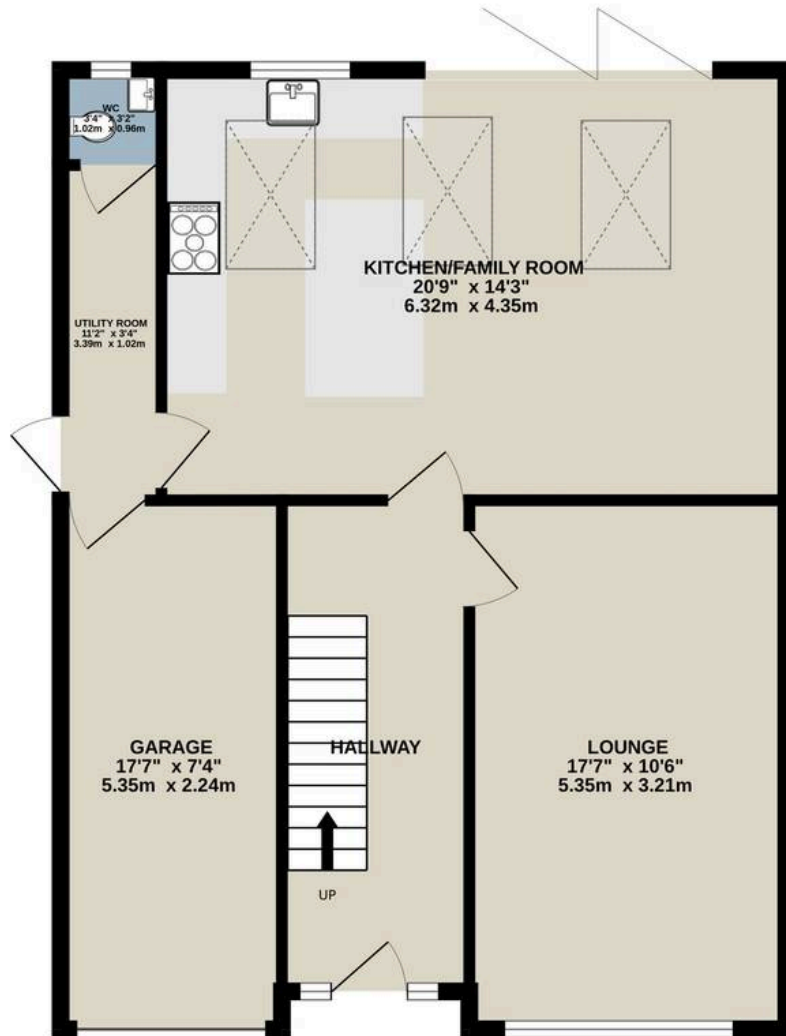 WC
3'4" x 3'2"
1.02m x 0.96m
KITCHEN/FAMILY ROOM
20'9" x 14'3"
6.32m x 4.35m
UTILITY ROOM
11'2" x 3'4"
3.39m x 1.02m
GARAGE
17'7" x 7'4"
5.35m x 2.24m
HALLWAY
LOUNGE
17'7" x 10'6"
5.35m x 3.21m
UP